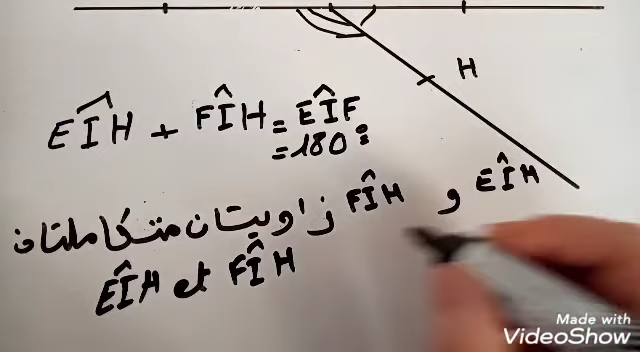 H
EÎH + FÎH = EÎF
= 180°
EÎH و FÎH زاويتان متكاملتان
EÎH et FÎH
Made with
VideoShow